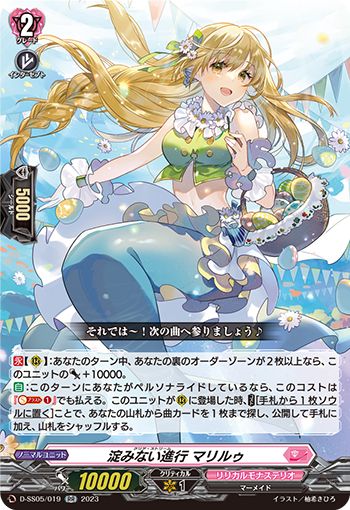 2
グレード
インターセプト
5000
シールド
それでは～！次の曲へ参りましょう♪
永【】：あなたのターン中、あなたの裏のオーダーゾーンが２枚以上なら、こ
のユニットの＋10000。
自：このターンにあなたがペルソナライドしているなら、このコストは
【1】でも払える。このユニットが に登場した時、【手札から１枚ソウ
ルに置く】ことで、あなたの山札から曲カードを１枚まで探し、公開して手札に
加え、山札をシャッフルする。
ノーマルユニット
淀みない進行 マリルゥ
リリカルモナステリオ
パワー
10000
クリティカル
1
マーメイド
D-SS05/019 RR 2023
イラスト／柚希きひろ